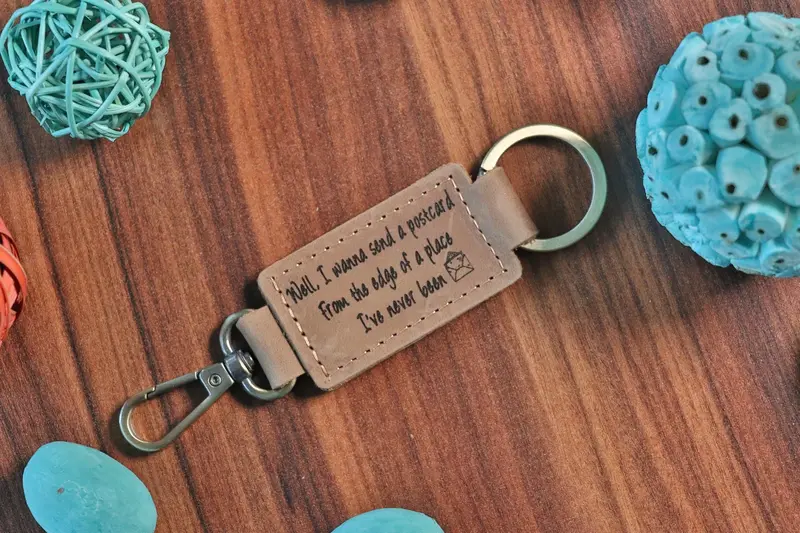 Well, I wanna send a postcard
From the edge of a place
I've never been